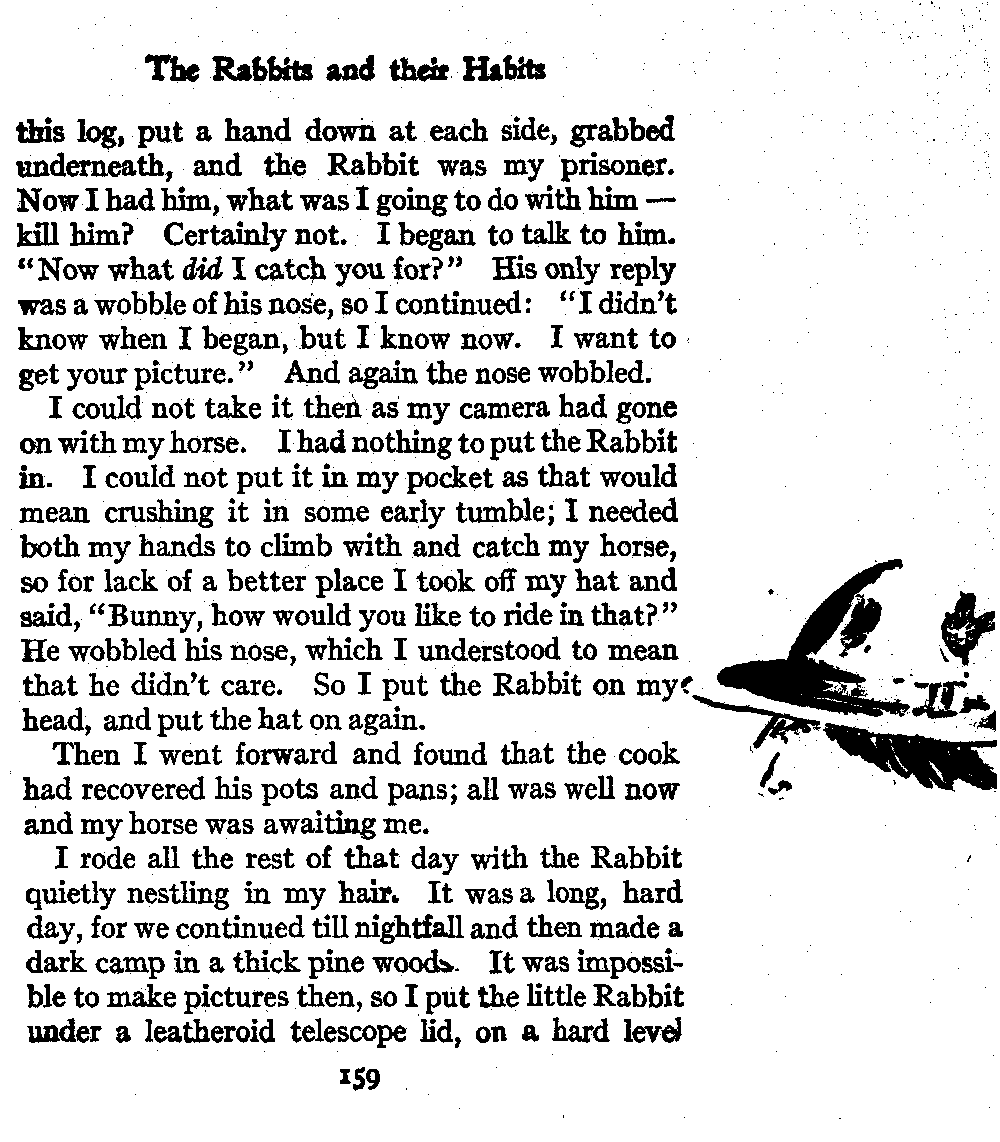 The Rabbits and their Habits
this log, put a hand down at each side, grabbed
underneath, and the Rabbit was my prisoner.
Now I had him, what was I going to do with him —
kill him? Certainly not. I began to talk to him.
“Now what did I catch you for?” His only reply
was a wobble of his nose, so I continued: “I didn't
know when I began, but I know now. I want to
get your picture.” And again the nose wobbled.
I could not take it then as my camera had gone
on with my horse. I had nothing to put the Rabbit
in. I could not put it in my pocket as that would
mean crushing it in some early tumble; I needed
both my hands to climb with and catch my horse,
so for lack of a better place I took off my hat and
said, “Bunny, how would you like to ride in that?”
He wobbled his nose, which I understood to mean
that he didn't care. So I put the Rabbit on my
head, and put the hat on again.
Then I went forward and found that the cook
had recovered his pots and pans; all was well now
and my horse was awaiting me.
I rode all the rest of that day with the Rabbit
quietly nestling in my hair. It was a long, hard
day, for we continued till nightfall and then made a
dark camp in a thick pine woods. It was impossi-
ble to make pictures then, so I put the little Rabbit
under a leatheroid telescope lid, on a hard level
159